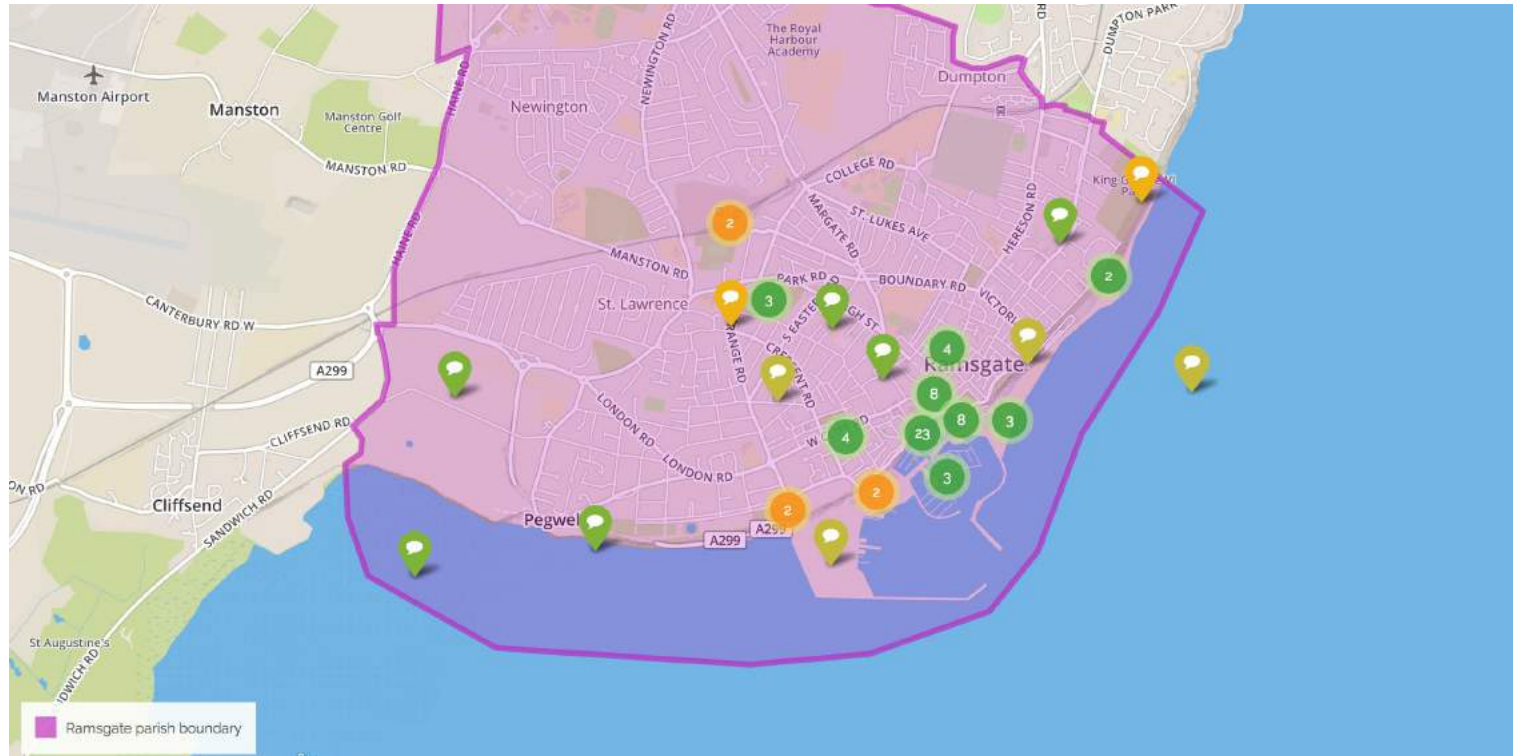 The Royal
Harbour
Academy
DUMPTON PARK
RD
NEWINGTON RD
HAINE RD
Dumpton
Manston Airport
Manston
Newington
Manston Golf
Centre
MANSTON RD
COLLEGE RD
MARGATE RD
ST. LUKES AVE
HERESON RD
HAINE RD
2
MANSTON RD
2
PARK RD
BOUNDARY RD
CANTERBURY RD W
St. Lawrence
3
A299
4
Ramsgate
8
8
3
23
4
LONDON RD
CLIFFSEND RD
LONDON RD
3
2
2
Cliffsend
SANDWICH RD
A299
A299
St Augustine's
Ramsgate parish boundary